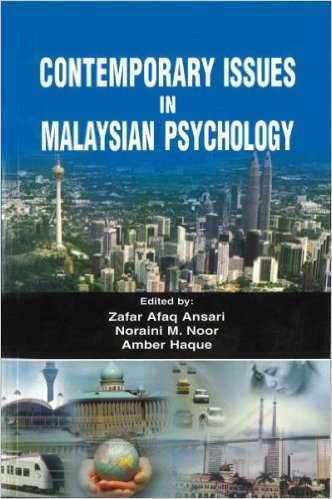 CONTEMPORARY ISSUES
IN
MALAYSIAN PSYCHOLOGY
Edited by:
Zafar Afaq Ansari
Noraini M. Noor
Amber Haque